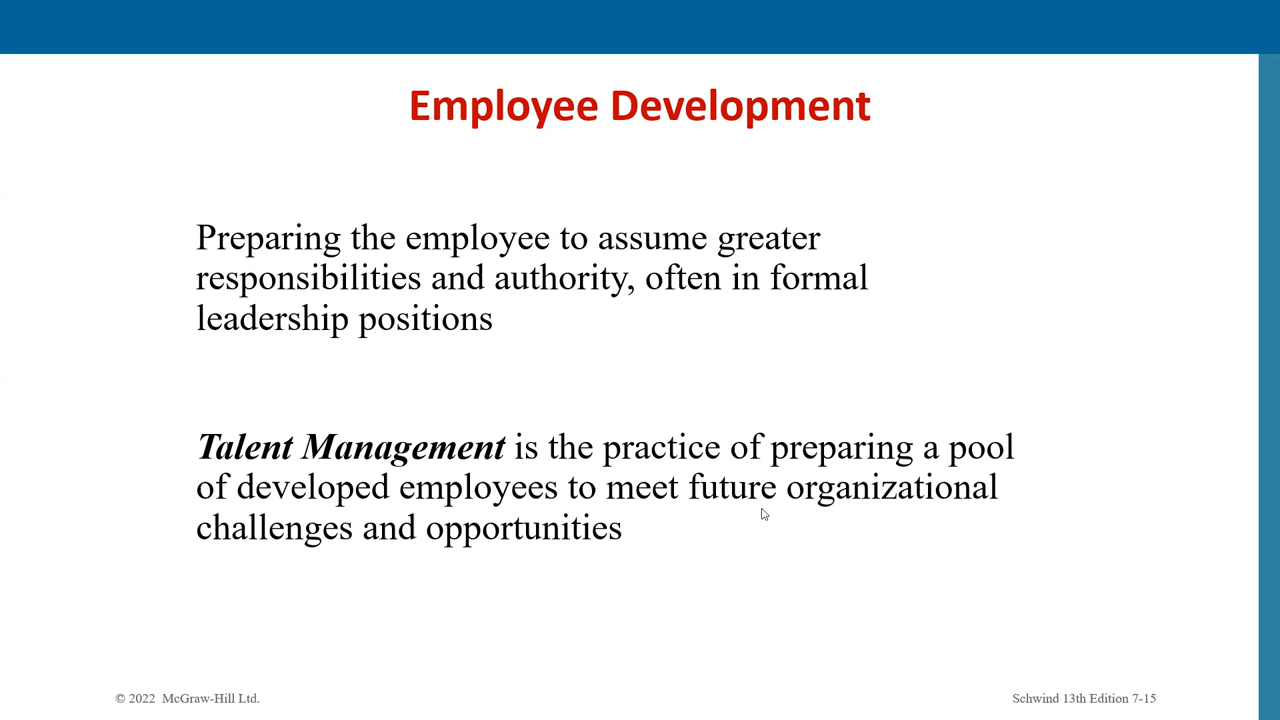 Employee Development
Preparing the employee to assume greater
responsibilities and authority, often in formal
leadership positions
Talent Management is the practice of preparing a pool
of developed employees to meet future organizational
challenges and opportunities
© 2022 McGraw-Hill Ltd.
Schwind 13th Edition 7-15